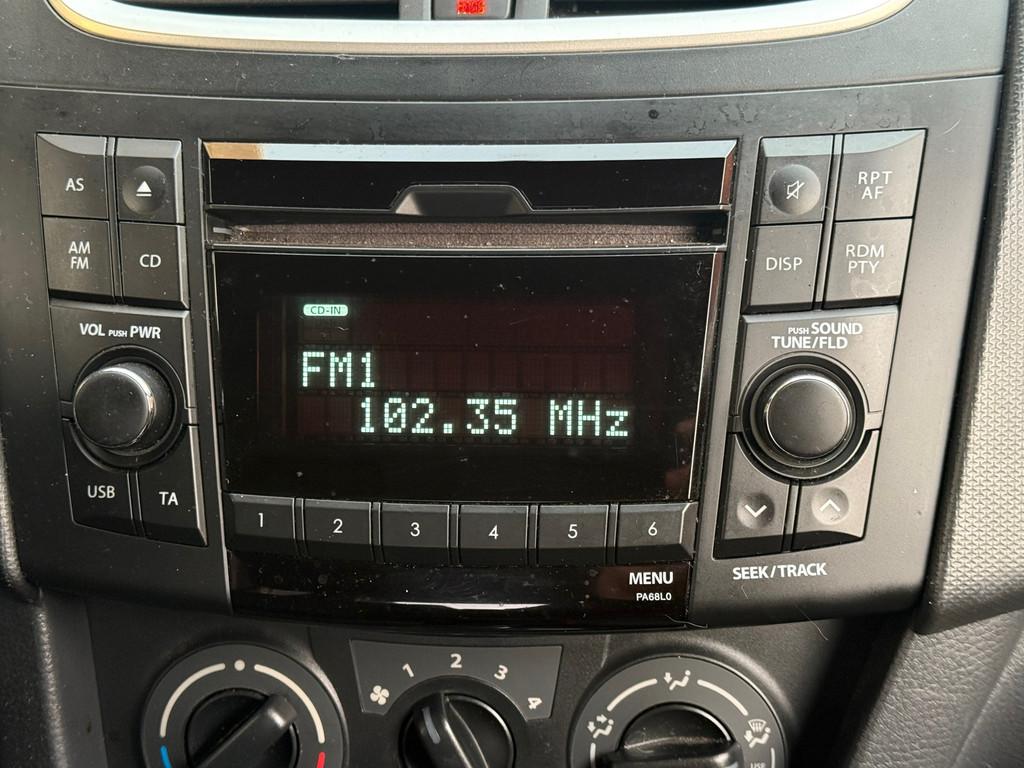 AS
RPT
AF
AM
FM
CD
DISP
RDM
PTY
CD-IN
VOL PUSH PWR
PUSH SOUND
TUNE/FLD
FM1
102.35 MHz
USB
TA
1
2
3
4
5
6
MENU
PA68L0
SEEK/TRACK
1
2
3
4